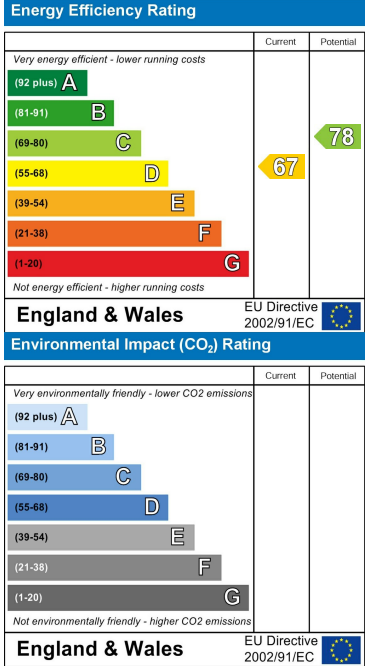 Energy Efficiency Rating
Current Potential
Very energy efficient - lower running costs
(92 plus) A
(81-91) B
(69-80) C
(55-68) D
(39-54) E
(21-38) F
(1-20) G
67
78
Not energy efficient - higher running costs
England & Wales
EU Directive
2002/91/EC
Environmental Impact (CO₂) Rating
Current Potential
Very environmentally friendly - lower CO2 emissions
(92 plus) A
(81-91) B
(69-80) C
(55-68) D
(39-54) E
(21-38) F
(1-20) G
Not environmentally friendly - higher CO2 emissions
England & Wales
EU Directive
2002/91/EC